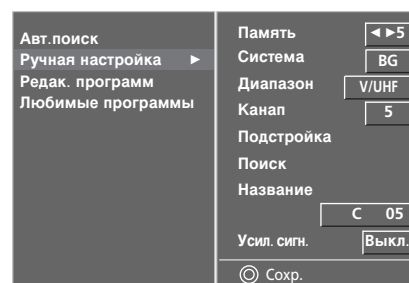 Авт.поиск
Ручная настройка ►
Редак. программ
Любимые программы
Память ◄ ►5
Система BG
Диапазон V/UHF
Канап 5
Подстройка
Поиск
Название
C 05
Усил. сигн. Выкл.
Сохр.